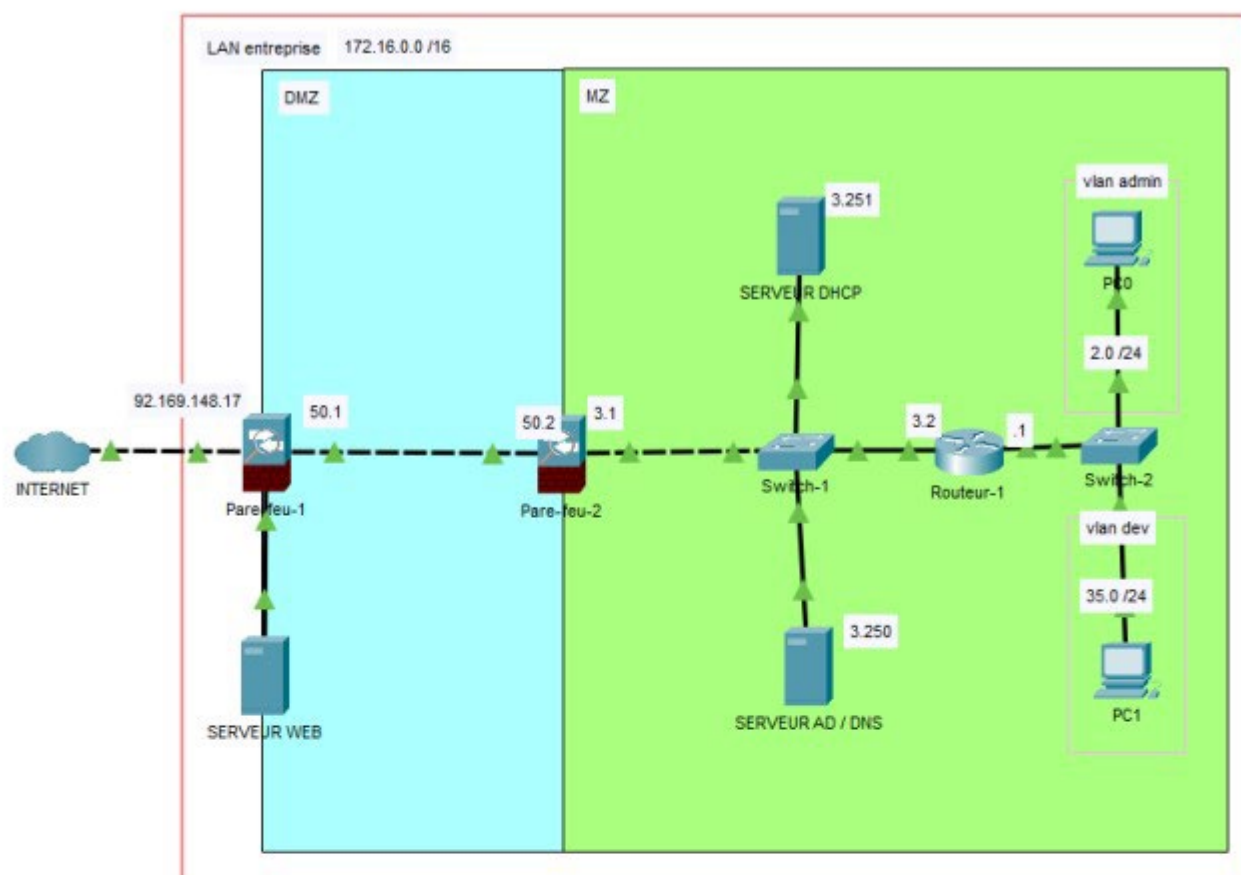 LAN entreprise 172.16.0.0 /16
DMZ
MZ
vlan admin
3.251
SERVEUR DHCP
PC0
2.0 /24
92.169.148.17
50.1
50.2
3.1
3.2
.1
INTERNET
Pare-feu-1
Pare-feu-2
Switch-1
Routeur-1
Switch-2
vlan dev
35.0 /24
3.250
SERVEUR WEB
SERVEUR AD / DNS
PC1